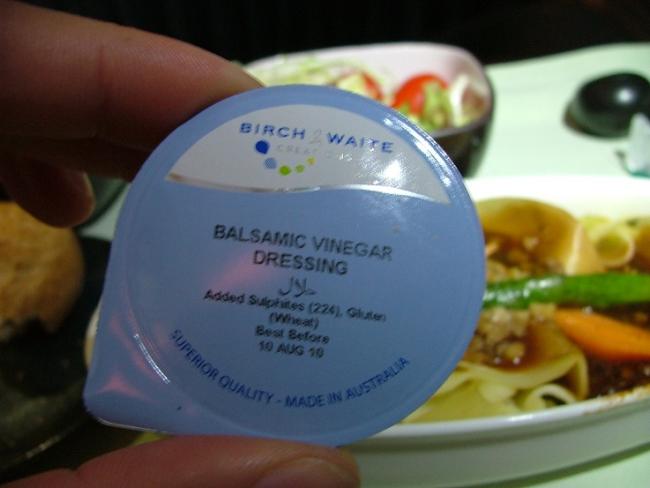 BIRCH & WAITE
CREATIONS
BALSAMIC VINEGAR
DRESSING
حلال
Added Sulphites (224), Gluten
(Wheat)
Best Before
10 AUG 10
SUPERIOR QUALITY - MADE IN AUSTRALIA